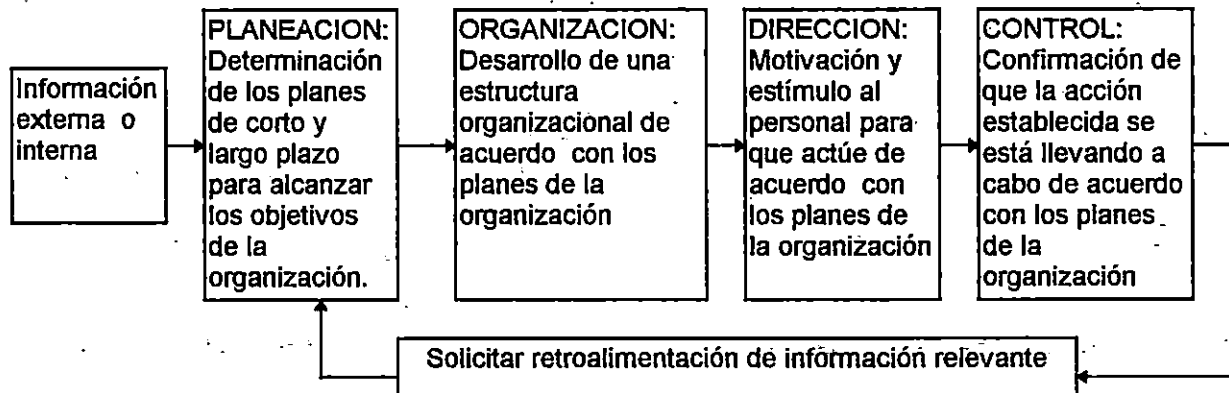 Información
externa o
interna
PLANEACION:
Determinación
de los planes
de corto y
largo plazo
para alcanzar
los objetivos
de la
organización.
ORGANIZACION:
Desarrollo de una
estructura
organizacional de
acuerdo con los
planes de la
organización
DIRECCION:
Motivación y
estímulo al
personal para
que actúe de
acuerdo con
los planes de
la organización
CONTROL:
Confirmación de
que la acción
establecida se
está llevando a
cabo de acuerdo
con los planes
de la
organización
Solicitar retroalimentación de información relevante